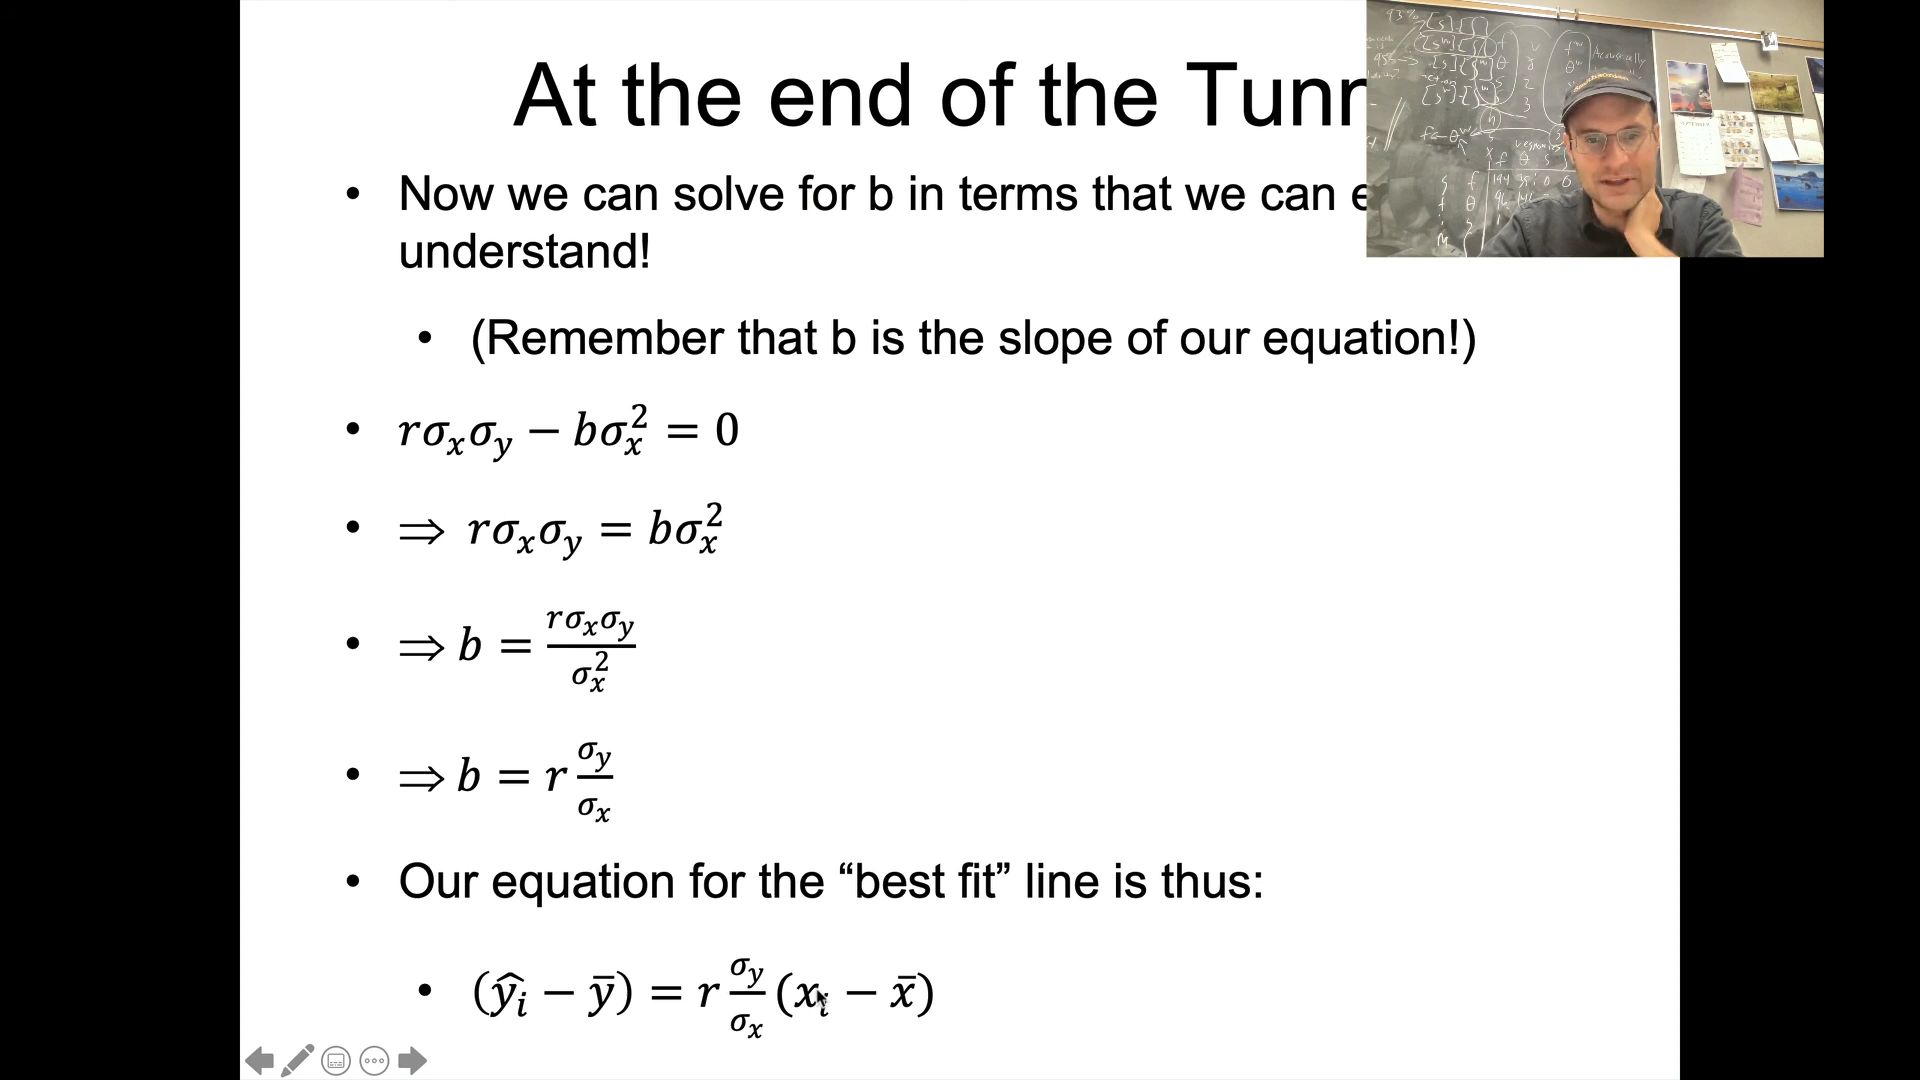 At the end of the
Now we can solve for b in terms that we can
understand!
(Remember that b is the slope of our equation!)
rσₓσᵧ − bσₓ² = 0
⇒ rσₓσᵧ = bσₓ²
⇒ b = rσₓσᵧ / σₓ²
⇒ b = r σᵧ / σₓ
Our equation for the “best fit” line is thus:
(ŷᵢ − ȳ) = r σᵧ / σₓ (xᵢ − x̄)